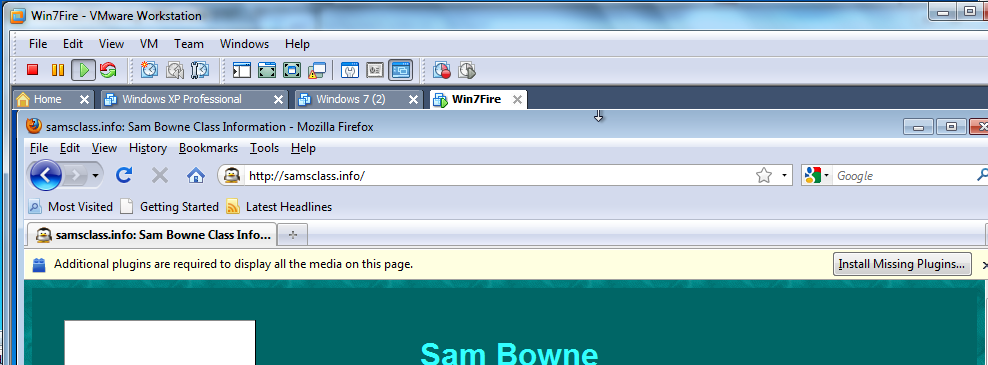 Win7Fire - VMware Workstation
File Edit View VM Team Windows Help
Home Windows XP Professional Windows 7 (2) Win7Fire
samsclass.info: Sam Bowne Class Information - Mozilla Firefox
File Edit View History Bookmarks Tools Help
http://samsclass.info/ Google
Most Visited Getting Started Latest Headlines
samsclass.info: Sam Bowne Class Info...
Additional plugins are required to display all the media on this page. Install Missing Plugins...
Sam Bowne